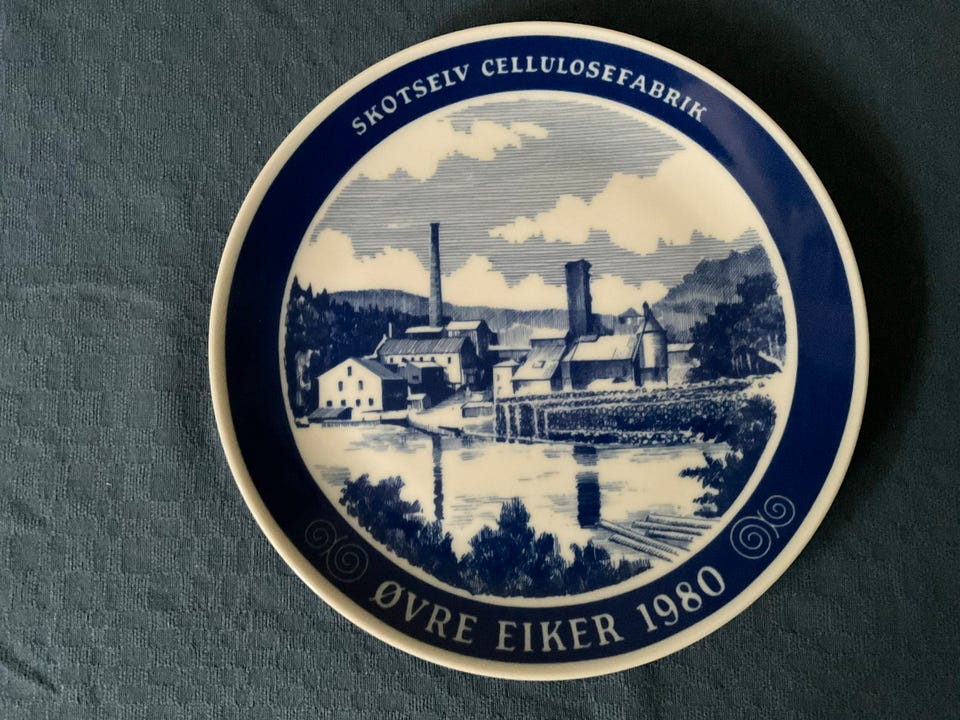 SKOTSELV CELLULOSEFABRIK
ØVRE EIKER 1980